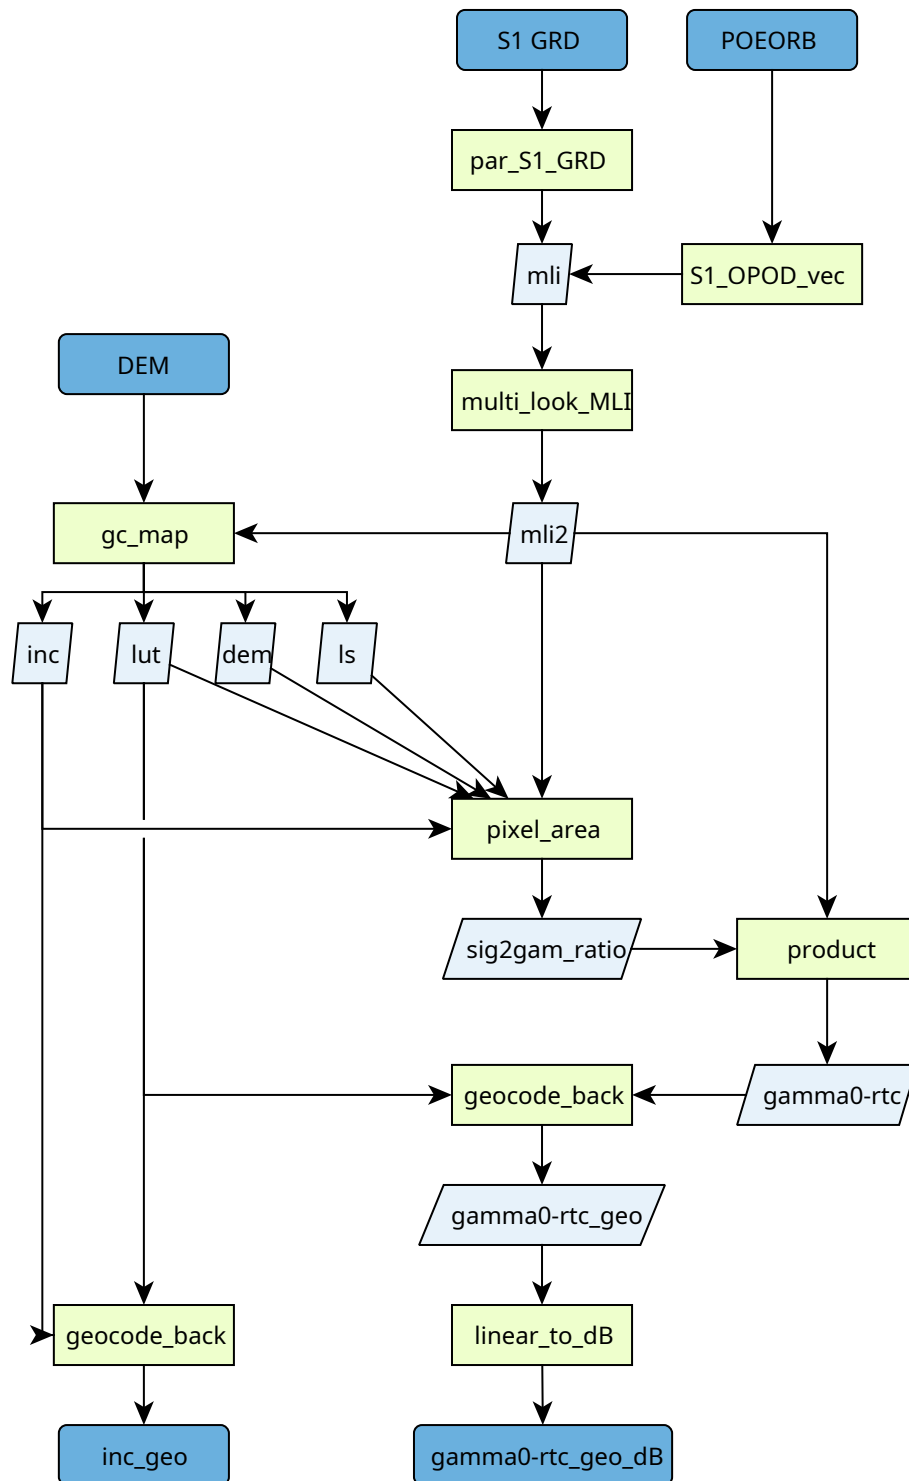 S1 GRD
POEORB
par_S1_GRD
mli
S1_OPOD_vec
DEM
multi_look_MLI
gc_map
mli2
inc
lut
dem
ls
pixel_area
sig2gam_ratio
product
geocode_back
gamma0-rtc
gamma0-rtc_geo
geocode_back
linear_to_dB
inc_geo
gamma0-rtc_geo_dB